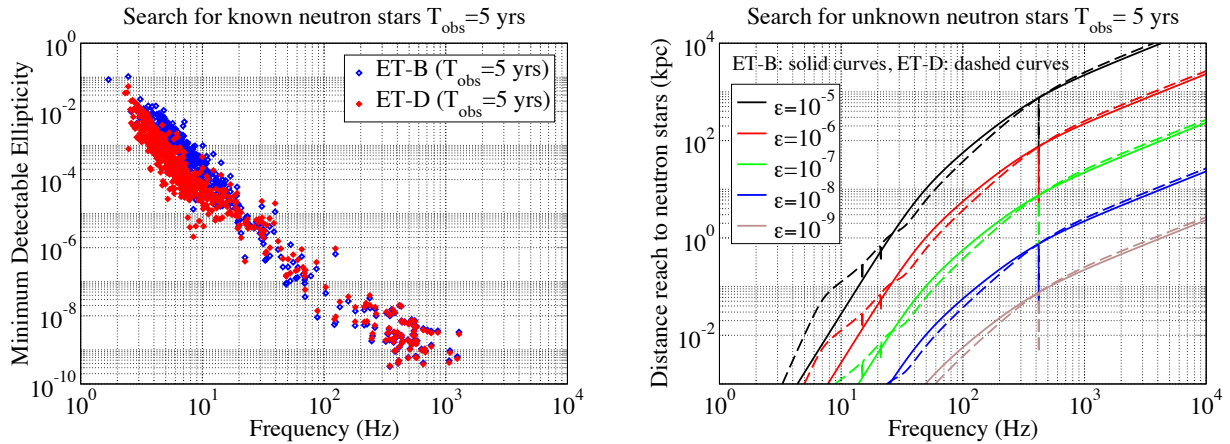 Search for known neutron stars T_obs=5 yrs
10^0
10^-2
10^-4
10^-6
10^-8
10^-10
Minimum Detectable Ellipticity
ET-B (T_obs=5 yrs)
ET-D (T_obs=5 yrs)
10^0 10^1 10^2 10^3 10^4
Frequency (Hz)
Search for unknown neutron stars T_obs= 5 yrs
10^4
10^2
10^0
10^-2
Distance reach to neutron stars (kpc)
ET-B: solid curves, ET-D: dashed curves
ε=10^-5
ε=10^-6
ε=10^-7
ε=10^-8
ε=10^-9
10^0 10^1 10^2 10^3 10^4
Frequency (Hz)